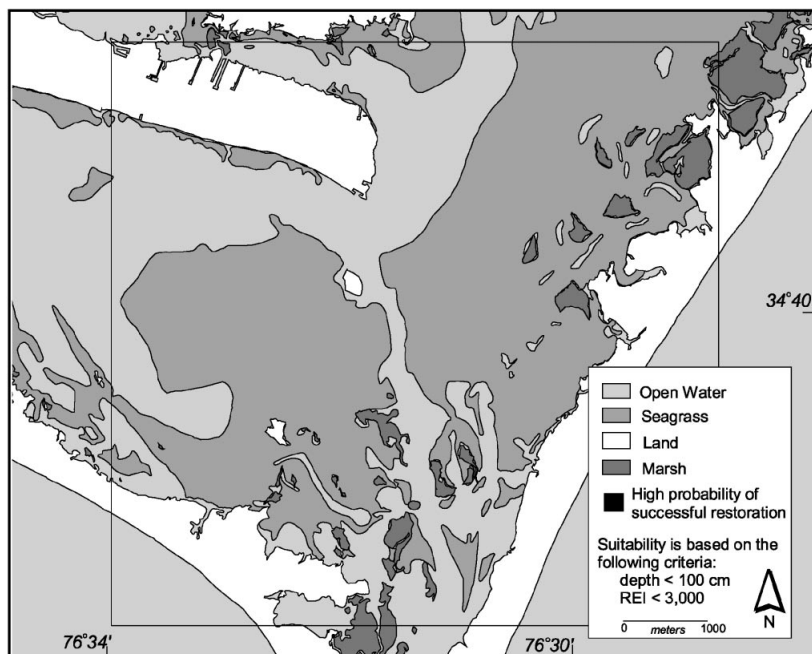 34°40'
Open Water
Seagrass
Land
Marsh
High probability of
successful restoration
Suitability is based on the
following criteria:
depth < 100 cm
REI < 3,000
0 meters 1000
N
76°34'
76°30'